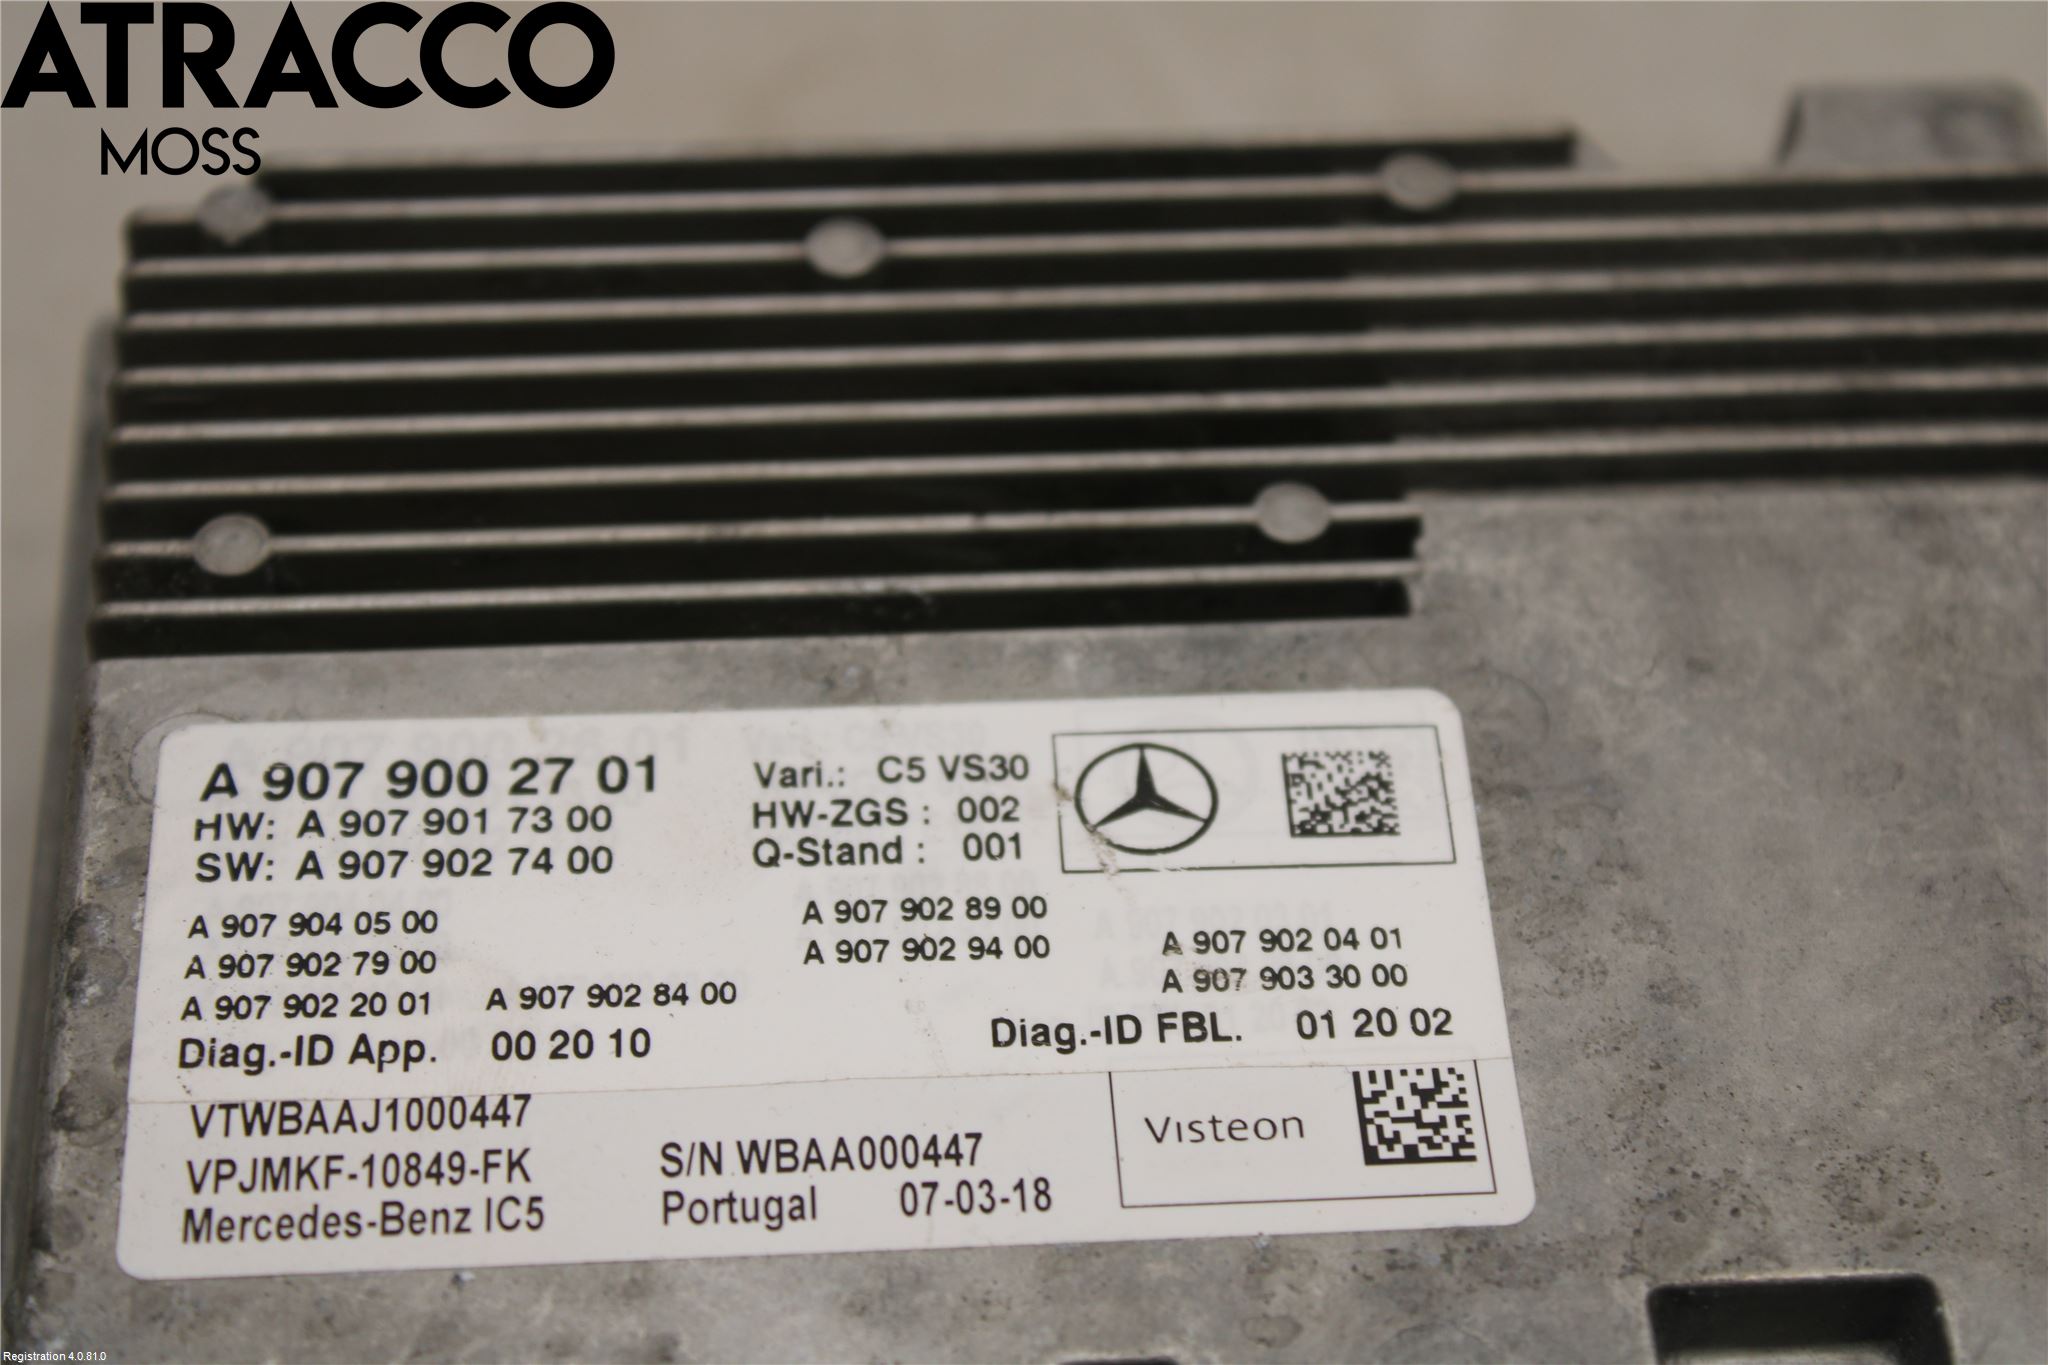 ATRACCO
MOSS
A 907 900 27 01
HW: A 907 901 73 00
SW: A 907 902 74 00
Vari.: C5 VS30
HW-ZGS : 002
Q-Stand : 001
A 907 904 05 00
A 907 902 79 00
A 907 902 20 01 A 907 902 84 00
A 907 902 89 00
A 907 902 94 00
A 907 902 04 01
A 907 903 30 00
Diag.-ID App. 00 20 10
Diag.-ID FBL. 01 20 02
VTWBAAJ1000447
VPJMKF-10849-FK
Mercedes-Benz IC5
S/N WBAA000447
Portugal 07-03-18
Visteon
Registration 4.0.81.0